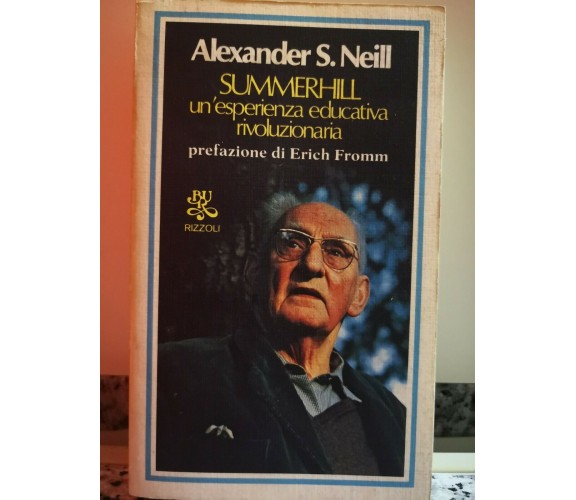 Alexander S. Neill
SUMMERHILL
un'esperienza educativa
rivoluzionaria
prefazione di Erich Fromm
BUR
RIZZOLI